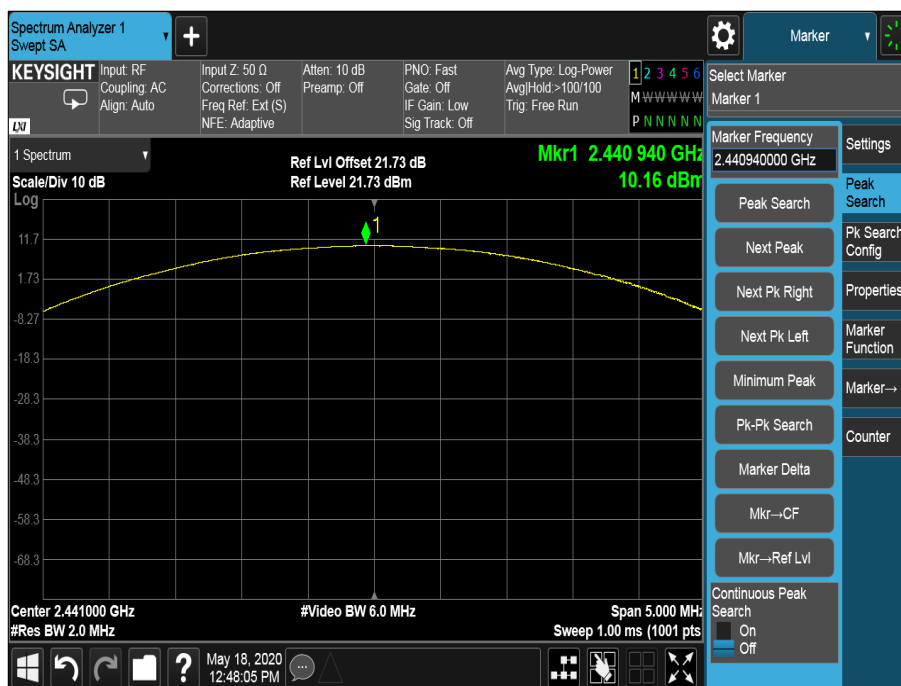 Spectrum Analyzer 1
Swept SA
+
Marker
KEYSIGHT
Input: RF
Coupling: AC
Align: Auto
Input Z: 50 Ω
Corrections: Off
Freq Ref: Ext (S)
NFE: Adaptive
Atten: 10 dB
Preamp: Off
PNO: Fast
Gate: Off
IF Gain: Low
Sig Track: Off
Avg Type: Log-Power
Avg|Hold:>100/100
Trig: Free Run
1 2 3 4 5 6
M W W W W W W
P N N N N N N
LXI
Select Marker
Marker 1
1 Spectrum
Scale/Div 10 dB
Ref Lvl Offset 21.73 dB
Ref Level 21.73 dBm
Mkr1 2.440 940 GHz
10.16 dBm
Log
1
11.7
1.73
-8.27
-18.3
-28.3
-38.3
-48.3
-58.3
-68.3
Center 2.441000 GHz
#Res BW 2.0 MHz
#Video BW 6.0 MHz
Span 5.000 MHz
Sweep 1.00 ms (1001 pts
Marker Frequency
2.440940000 GHz
Peak Search
Next Peak
Next Pk Right
Next Pk Left
Minimum Peak
Pk-Pk Search
Marker Delta
Mkr→CF
Mkr→Ref Lvl
Continuous Peak
Search
On
Off
Settings
Peak
Search
Pk Search
Config
Properties
Marker
Function
Marker→
Counter
?
May 18, 2020
12:48:05 PM